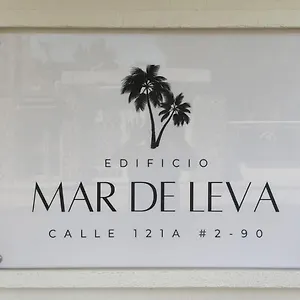 EDIFICIO
MAR DE LEVA
CALLE 121A #2-90